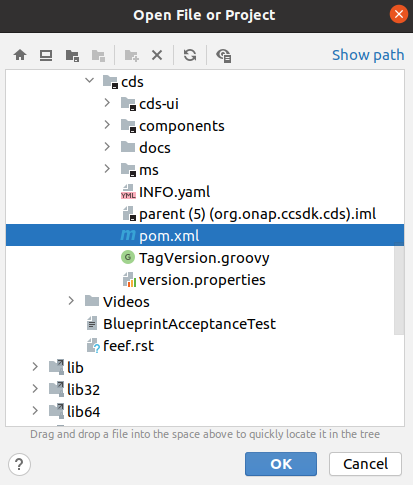 Open File or Project
Show path
cds
cds-ui
components
docs
ms
YML INFO.yaml
parent (5) (org.onap.ccsdk.cds).iml
m pom.xml
G TagVersion.groovy
version.properties
Videos
BlueprintAcceptanceTest
? feef.rst
lib
lib32
lib64
Drag and drop a file into the space above to quickly locate it in the tree
? OK Cancel